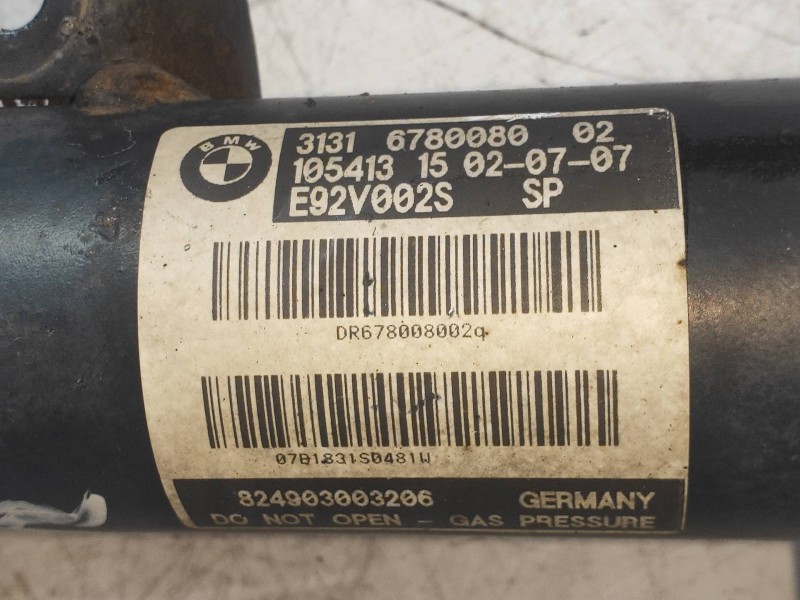 BMW
3131 6780080 02
105413 15 02-07-07
E92V002S SP
DR678008002q
07B1831S0481W
824903003206 GERMANY
DO NOT OPEN - GAS PRESSURE